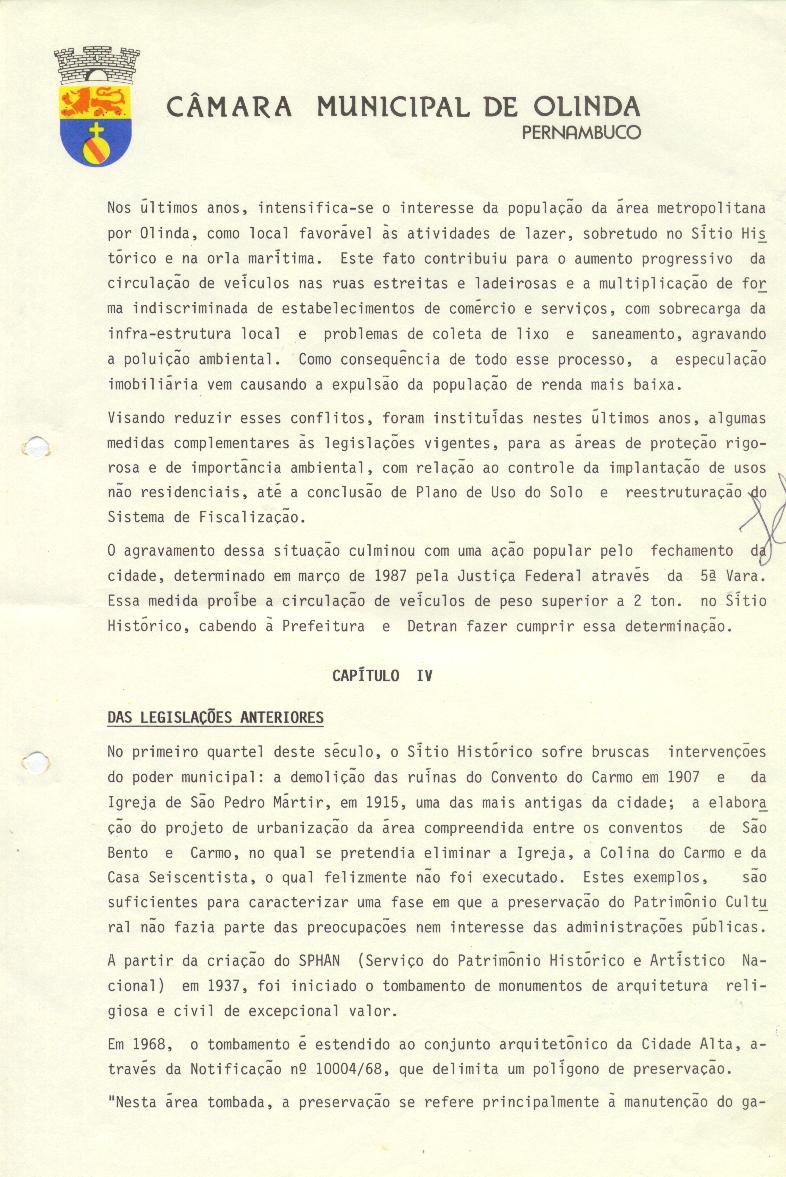 CÂMARA MUNICIPAL DE OLINDA
PERNAMBUCO
Nos últimos anos, intensifica-se o interesse da população da área metropolitana
por Olinda, como local favorável às atividades de lazer, sobretudo no Sítio His
tórico e na orla marítima. Este fato contribuiu para o aumento progressivo da
circulação de veículos nas ruas estreitas e ladeirosas e a multiplicação de for
ma indiscriminada de estabelecimentos de comércio e serviços, com sobrecarga da
infra-estrutura local e problemas de coleta de lixo e saneamento, agravando
a poluição ambiental. Como consequência de todo esse processo, a especulação
imobiliária vem causando a expulsão da população de renda mais baixa.
Visando reduzir esses conflitos, foram instituídas nestes últimos anos, algumas
medidas complementares às legislações vigentes, para as áreas de proteção rigo-
rosa e de importância ambiental, com relação ao controle da implantação de usos
não residenciais, até a conclusão de Plano de Uso do Solo e reestruturação do
Sistema de Fiscalização.
O agravamento dessa situação culminou com uma ação popular pelo fechamento da
cidade, determinado em março de 1987 pela Justiça Federal através da 5ª Vara.
Essa medida proíbe a circulação de veículos de peso superior a 2 ton. no Sítio
Histórico, cabendo à Prefeitura e Detran fazer cumprir essa determinação.
CAPÍTULO IV
DAS LEGISLAÇÕES ANTERIORES
No primeiro quartel deste século, o Sítio Histórico sofre bruscas intervenções
do poder municipal: a demolição das ruínas do Convento do Carmo em 1907 e da
Igreja de São Pedro Mártir, em 1915, uma das mais antigas da cidade; a elabora
ção do projeto de urbanização da área compreendida entre os conventos de São
Bento e Carmo, no qual se pretendia eliminar a Igreja, a Colina do Carmo e da
Casa Seiscentista, o qual felizmente não foi executado. Estes exemplos, são
suficientes para caracterizar uma fase em que a preservação do Patrimônio Cultu
ral não fazia parte das preocupações nem interesse das administrações públicas.
A partir da criação do SPHAN (Serviço do Patrimônio Histórico e Artístico Na-
cional) em 1937, foi iniciado o tombamento de monumentos de arquitetura reli-
giosa e civil de excepcional valor.
Em 1968, o tombamento é estendido ao conjunto arquitetônico da Cidade Alta, a-
través da Notificação nº 10004/68, que delimita um polígono de preservação.
"Nesta área tombada, a preservação se refere principalmente à manutenção do ga-